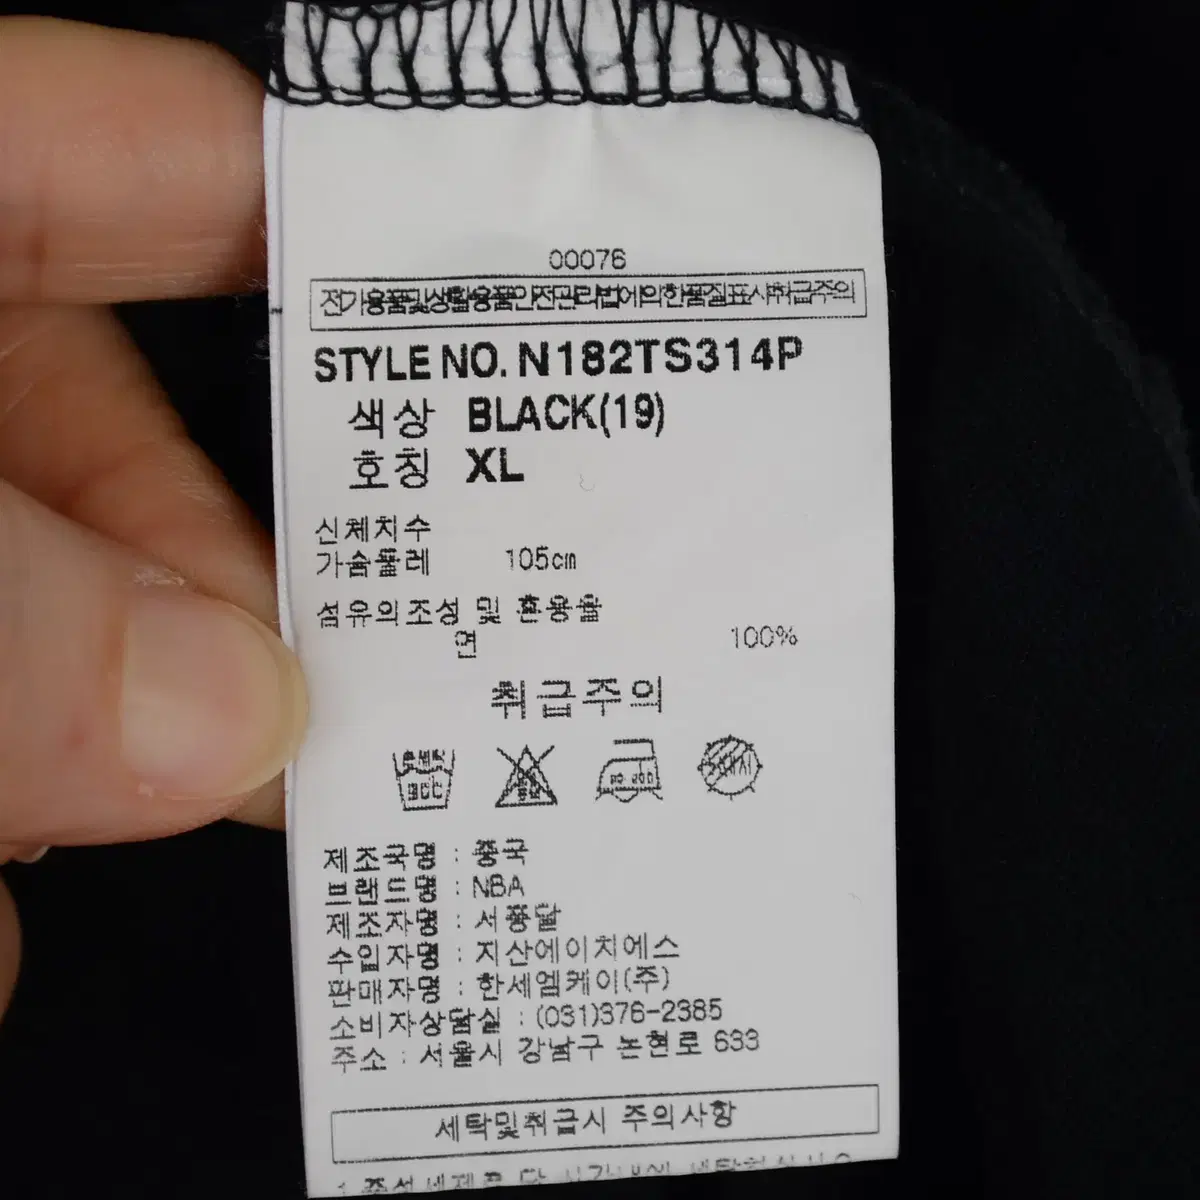 00076
전기용품및생활용품안전관리법에의한품질표시취급주의
STYLE NO. N182TS314P
색상 BLACK(19)
호칭 XL
신체치수
가슴둘레 105cm
섬유의조성 및 혼용율
면 100%
취급주의
제조국명 : 중국
브랜드명 : NBA
제조자명 : 서풍달
수입자명 : 지산에이치에스
판매자명 : 한세엠케이(주)
소비자상담실 : (031)376-2385
주소 : 서울시 강남구 논현로 633
세탁및취급시 주의사항